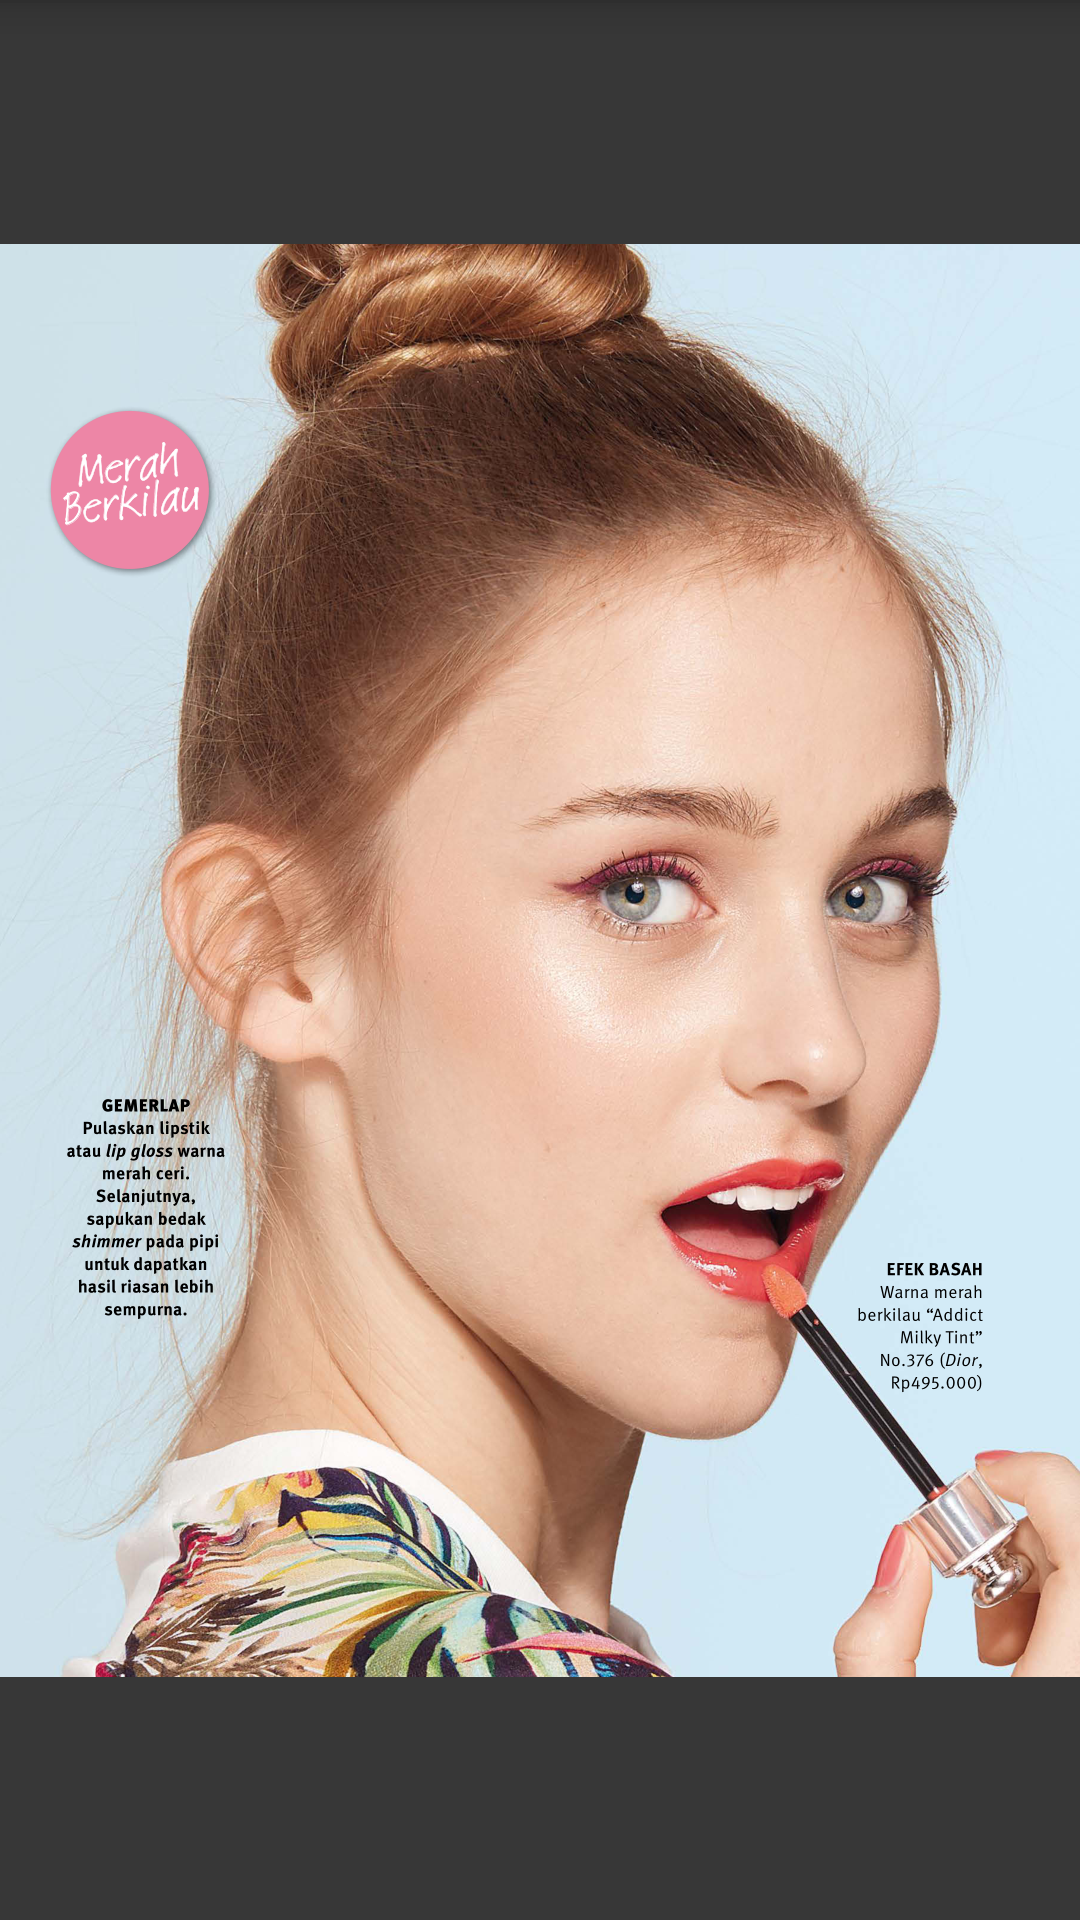 Merah
Berkilau
GEMERLAP
Pulaskan lipstik
atau lip gloss warna
merah ceri.
Selanjutnya,
sapukan bedak
shimmer pada pipi
untuk dapatkan
hasil riasan lebih
sempurna.
EFEK BASAH
Warna merah
berkilau “Addict
Milky Tint”
No.376 (Dior,
Rp495.000)